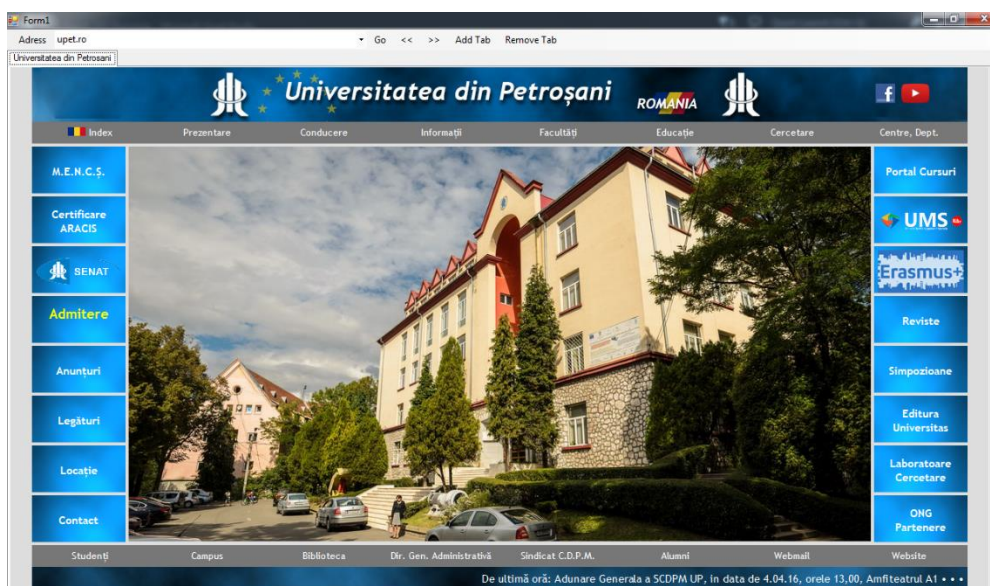 Form1
Adress upet.ro Go << >> Add Tab Remove Tab
Universitatea din Petrosani
Universitatea din Petroșani
ROMÂNIA
Index Prezentare Conducere Informații Facultăți Educație Cercetare Centre, Dept.
M.E.N.C.Ș.
Certificare
ARACIS
SENAT
Admitere
Anunțuri
Legături
Locație
Contact
Portal Cursuri
UMS
Erasmus+
Reviste
Simpozioane
Editura
Universitas
Laboratoare
Cercetare
ONG
Partenere
Studenți Campus Biblioteca Dir. Gen. Administrativă Sindicat C.D.P.M. Alumni Webmail Website
De ultimă oră: Adunare Generala a SCDPM UP, in data de 4.04.16, orele 13,00, Amfiteatrul A1 • • •